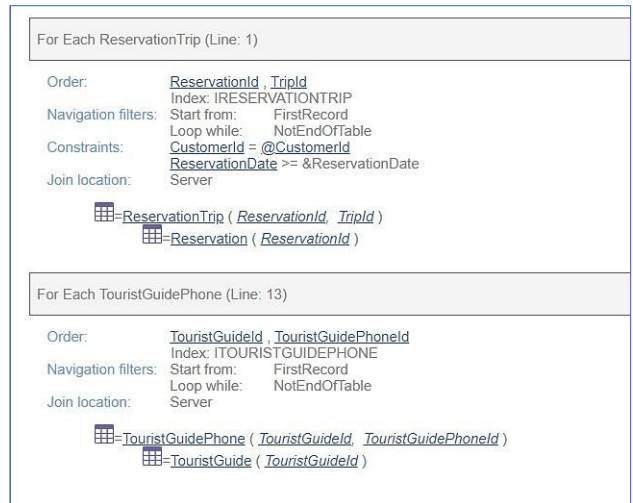 For Each ReservationTrip (Line: 1)
Order: ReservationId , TripId
Index: IRESERVATIONTRIP
Navigation filters: Start from: FirstRecord
Loop while: NotEndOfTable
Constraints: CustomerId = @CustomerId
ReservationDate >= &ReservationDate
Join location: Server
=ReservationTrip ( ReservationId, TripId )
=Reservation ( ReservationId )
For Each TouristGuidePhone (Line: 13)
Order: TouristGuideId , TouristGuidePhoneId
Index: ITOURISTGUIDEPHONE
Navigation filters: Start from: FirstRecord
Loop while: NotEndOfTable
Join location: Server
=TouristGuidePhone ( TouristGuideId, TouristGuidePhoneId )
=TouristGuide ( TouristGuideId )